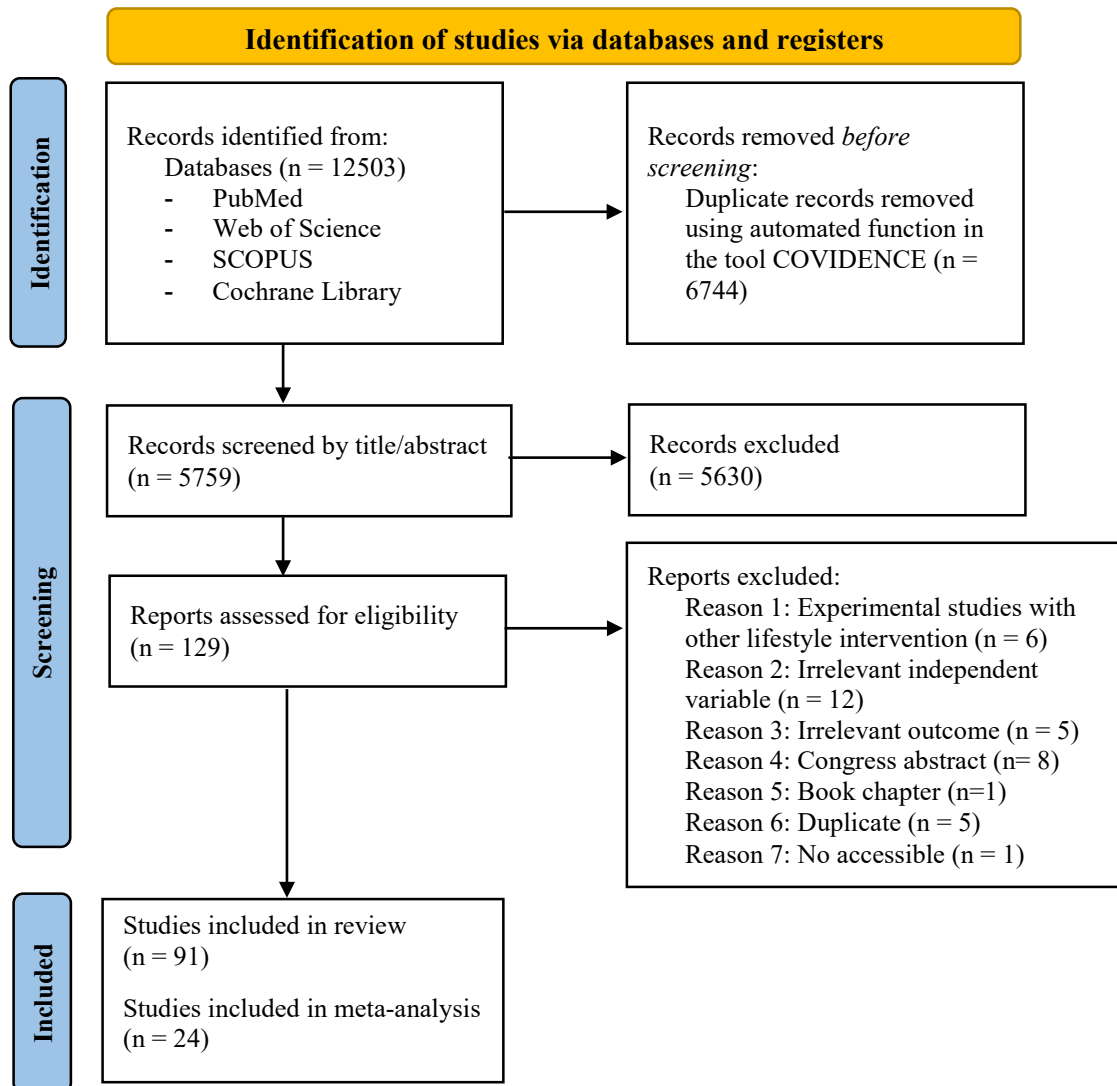 Identification of studies via databases and registers
Identification
Records identified from:
Databases (n = 12503)
- PubMed
- Web of Science
- SCOPUS
- Cochrane Library
Records removed before
screening:
Duplicate records removed
using automated function in
the tool COVIDENCE (n =
6744)
Screening
Records screened by title/abstract
(n = 5759)
Records excluded
(n = 5630)
Reports assessed for eligibility
(n = 129)
Reports excluded:
Reason 1: Experimental studies with
other lifestyle intervention (n = 6)
Reason 2: Irrelevant independent
variable (n = 12)
Reason 3: Irrelevant outcome (n = 5)
Reason 4: Congress abstract (n= 8)
Reason 5: Book chapter (n=1)
Reason 6: Duplicate (n = 5)
Reason 7: No accessible (n = 1)
Included
Studies included in review
(n = 91)
Studies included in meta-analysis
(n = 24)